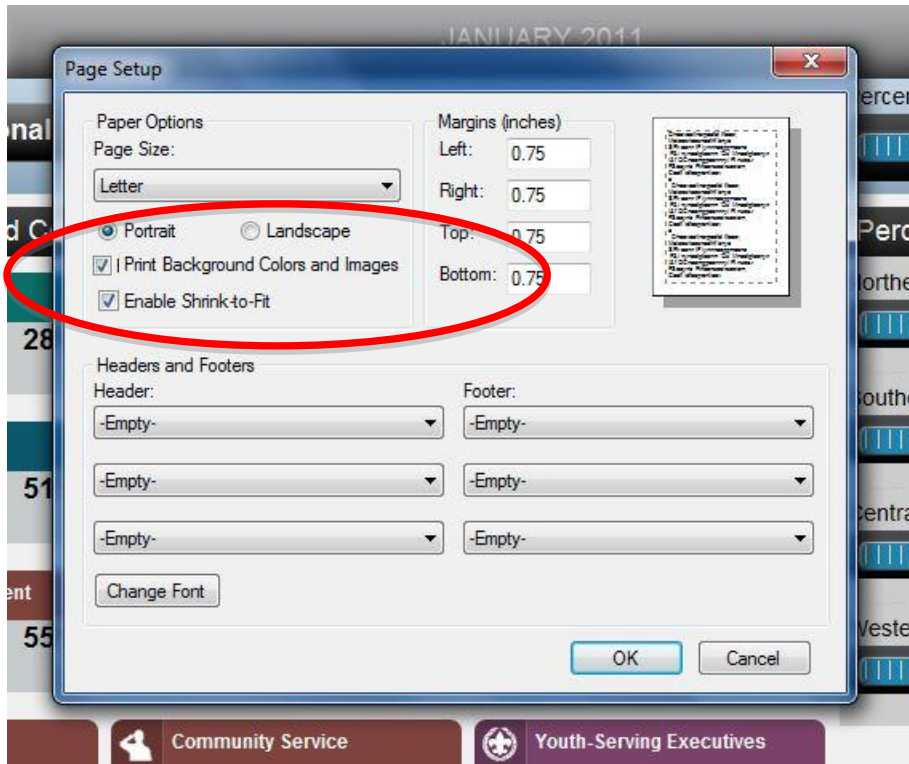 JANUARY 2011
Page Setup
Paper Options
Page Size:
Letter
Portrait
Landscape
Print Background Colors and Images
Enable Shrink-to-Fit
Margins (inches)
Left: 0.75
Right: 0.75
Top: 0.75
Bottom: 0.75
Headers and Footers
Header:
Footer:
-Empty-
-Empty-
-Empty-
-Empty-
-Empty-
-Empty-
Change Font
OK
Cancel
28
51
55
Community Service
Youth-Serving Executives